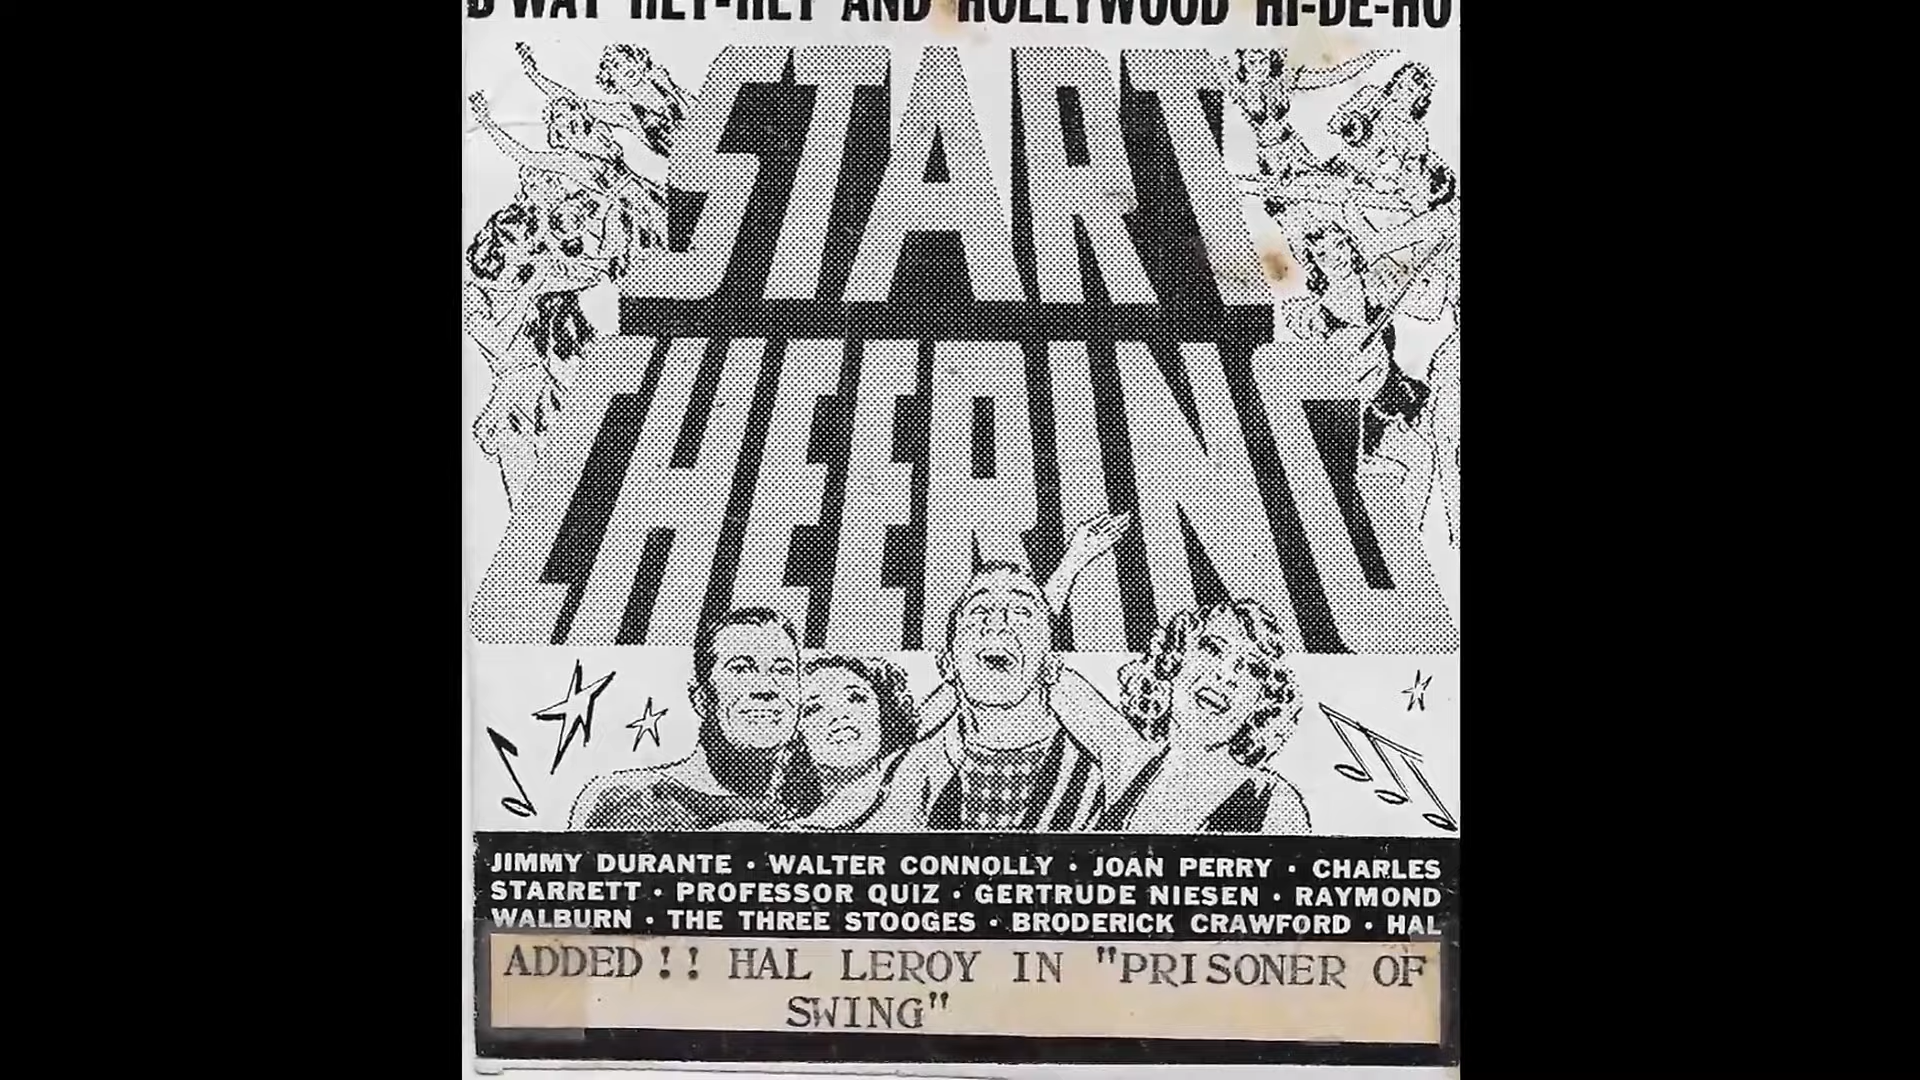 B'WAY HEY-HEY AND HOLLYWOOD HI-DE-HO
START
CHEERING
JIMMY DURANTE • WALTER CONNOLLY • JOAN PERRY • CHARLES
STARRETT • PROFESSOR QUIZ • GERTRUDE NIESEN • RAYMOND
WALBURN • THE THREE STOOGES • BRODERICK CRAWFORD • HAL
ADDED!! HAL LEROY IN "PRISONER OF
SWING"